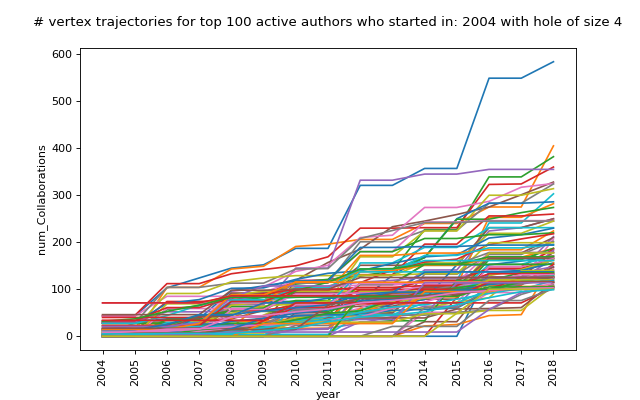 # vertex trajectories for top 100 active authors who started in: 2004 with hole of size 4
600
500
400
300
200
100
0
num_Collaborations
2004 2005 2006 2007 2008 2009 2010 2011 2012 2013 2014 2015 2016 2017 2018
year